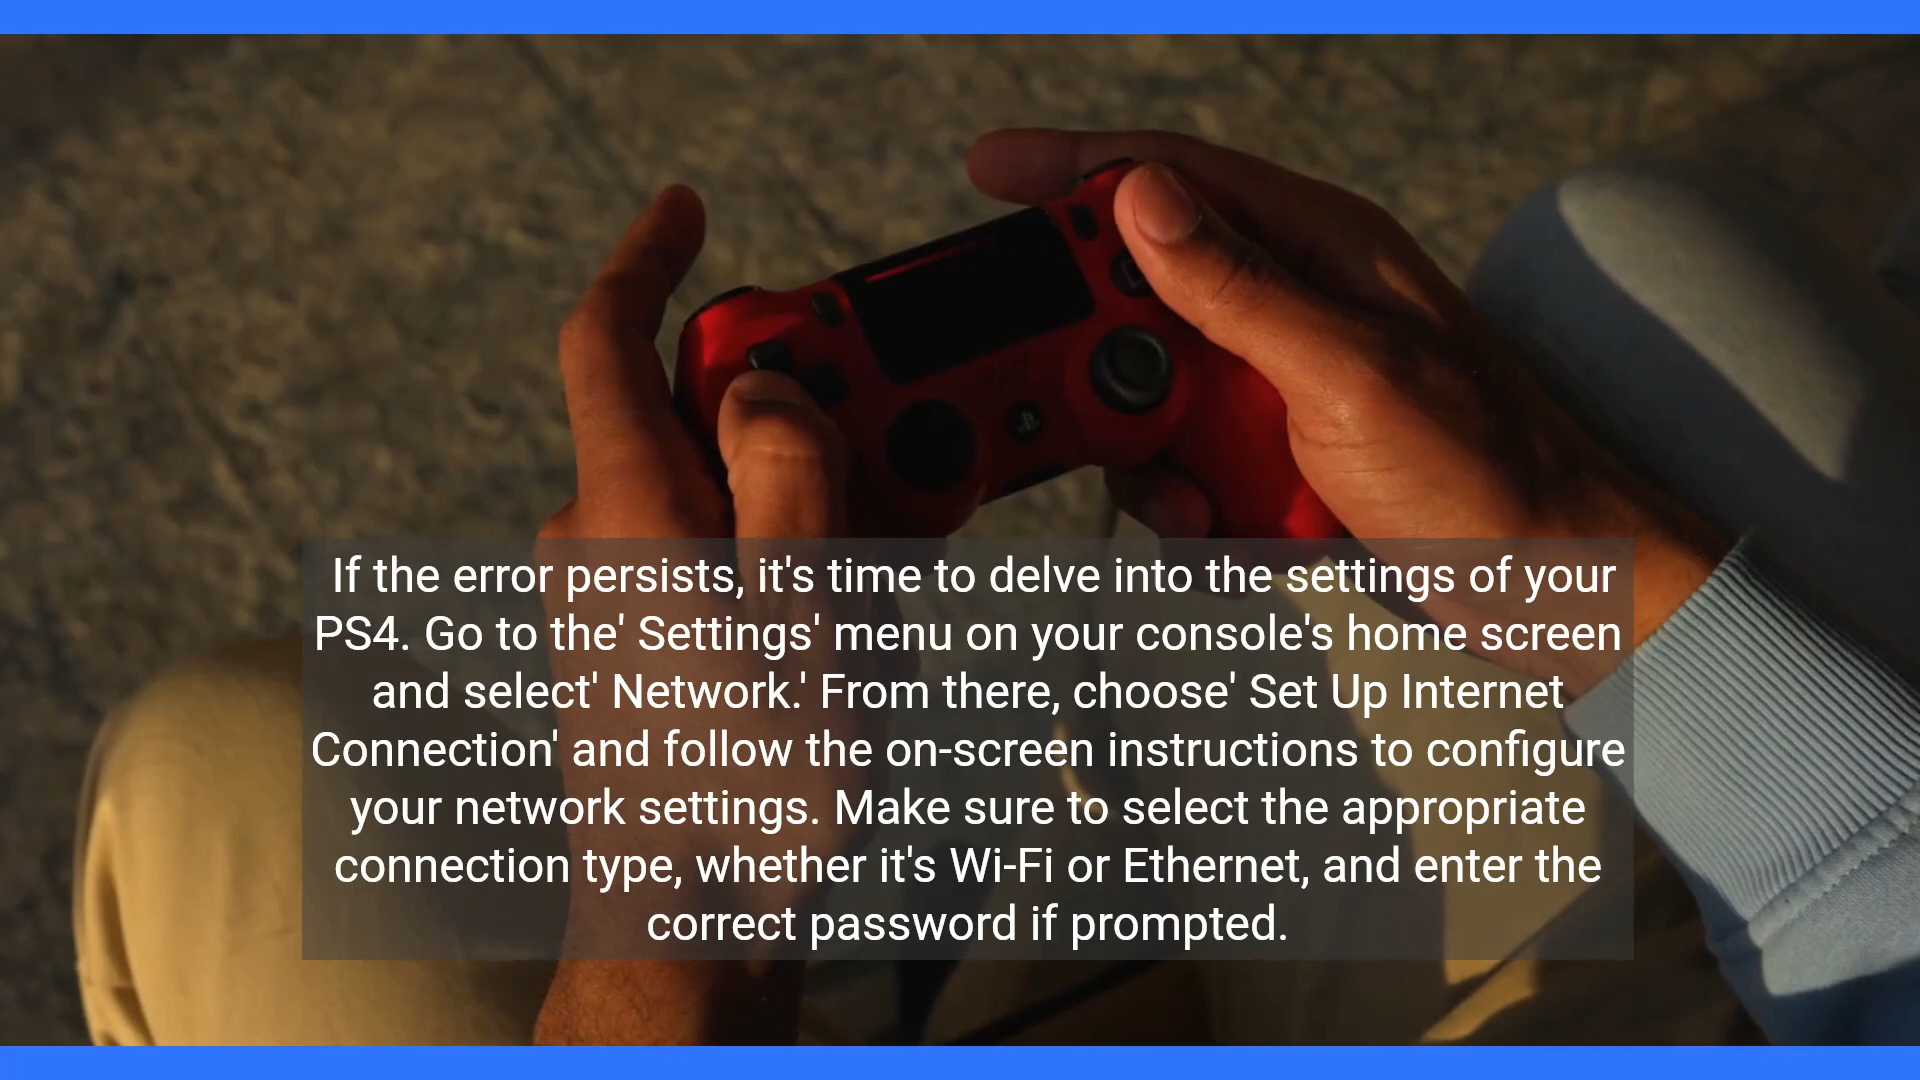 If the error persists, it's time to delve into the settings of your
PS4. Go to the' Settings' menu on your console's home screen
and select' Network.' From there, choose' Set Up Internet
Connection' and follow the on-screen instructions to configure
your network settings. Make sure to select the appropriate
connection type, whether it's Wi-Fi or Ethernet, and enter the
correct password if prompted.